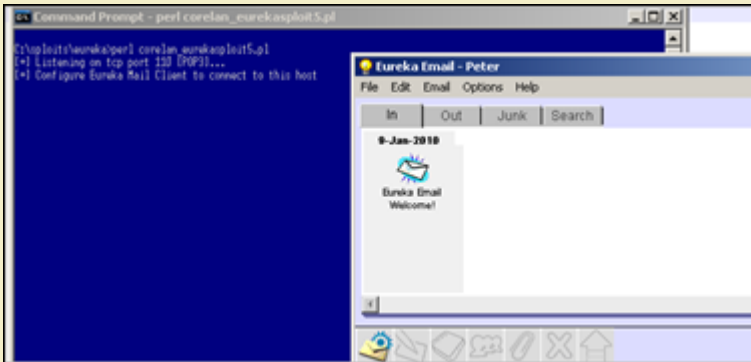 Command Prompt - perl corelan_eurekasploit5.pl
C:\sploits\eureka>perl corelan_eurekasploit5.pl
[+] Listening on tcp port 110 [POP3]...
[+] Configure Eureka Mail Client to connect to this host
Eureka Email - Peter
File Edit Email Options Help
In Out Junk Search
9-Jan-2010
Eureka Email
Welcome!